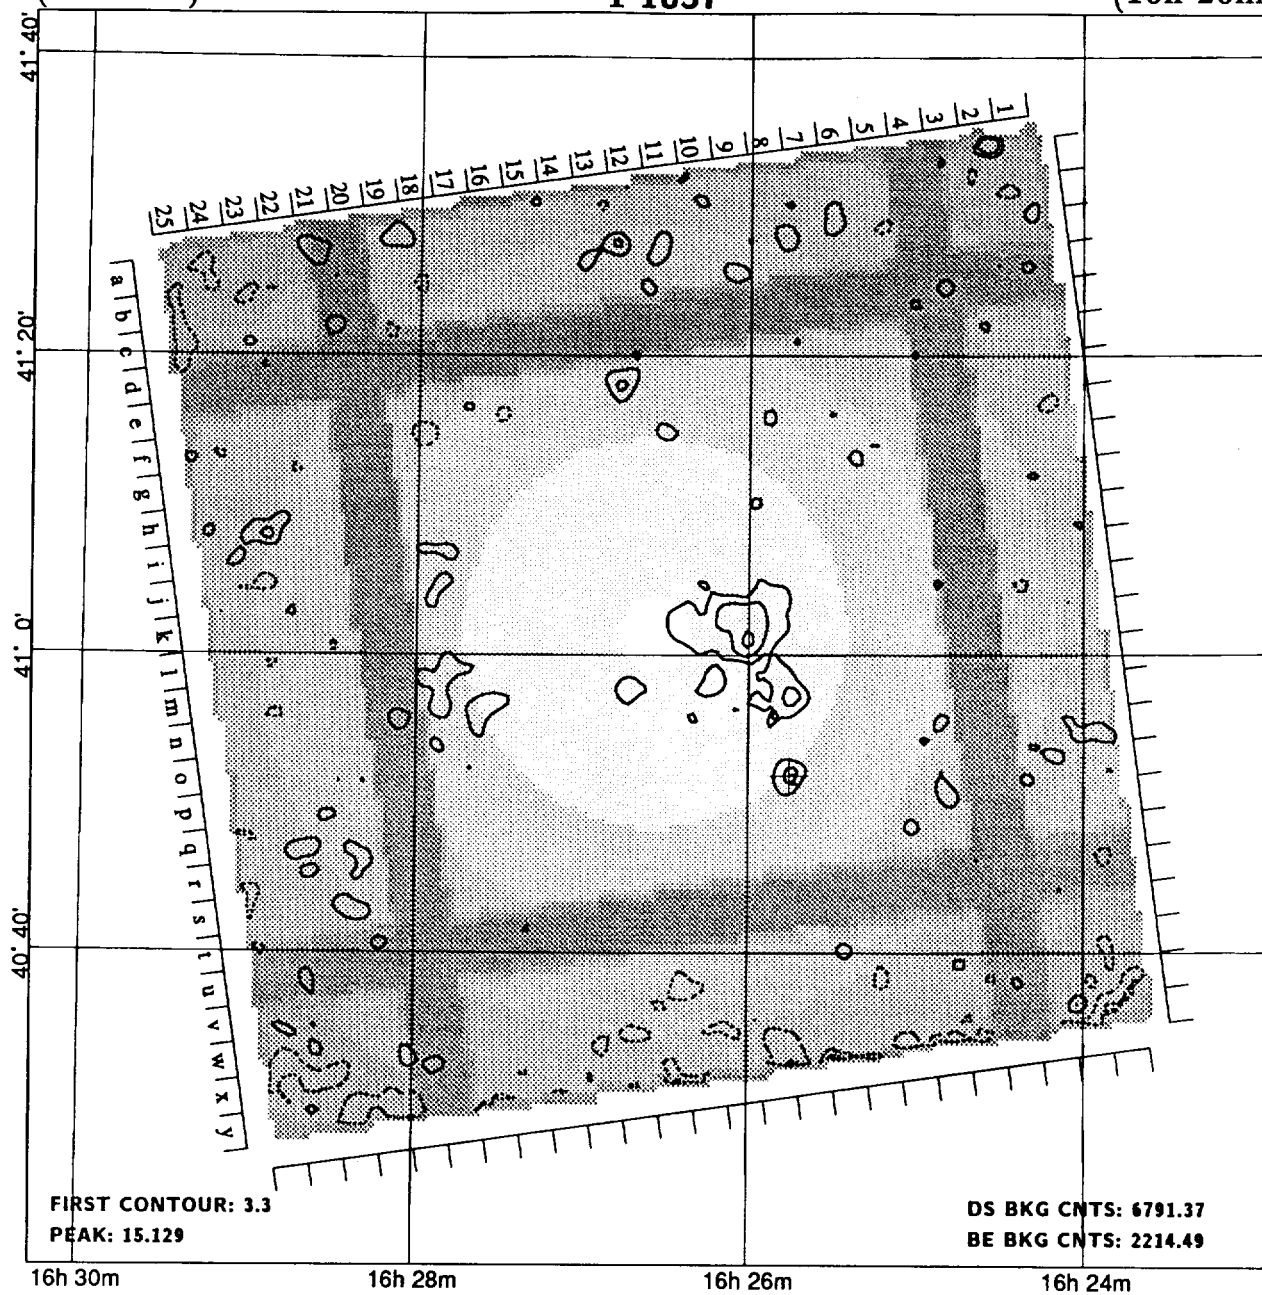 41° 40'
1 2 3 4 5 6 7 8 9 10 11 12 13 14 15 16 17 18 19 20 21 22 23 24 25
a b c d e f g h i j k l m n o p q r s t u v w x y
41° 20'
41° 0'
40° 40'
FIRST CONTOUR: 3.3
PEAK: 15.129
DS BKG CNTS: 6791.37
BE BKG CNTS: 2214.49
16h 30m 16h 28m 16h 26m 16h 24m